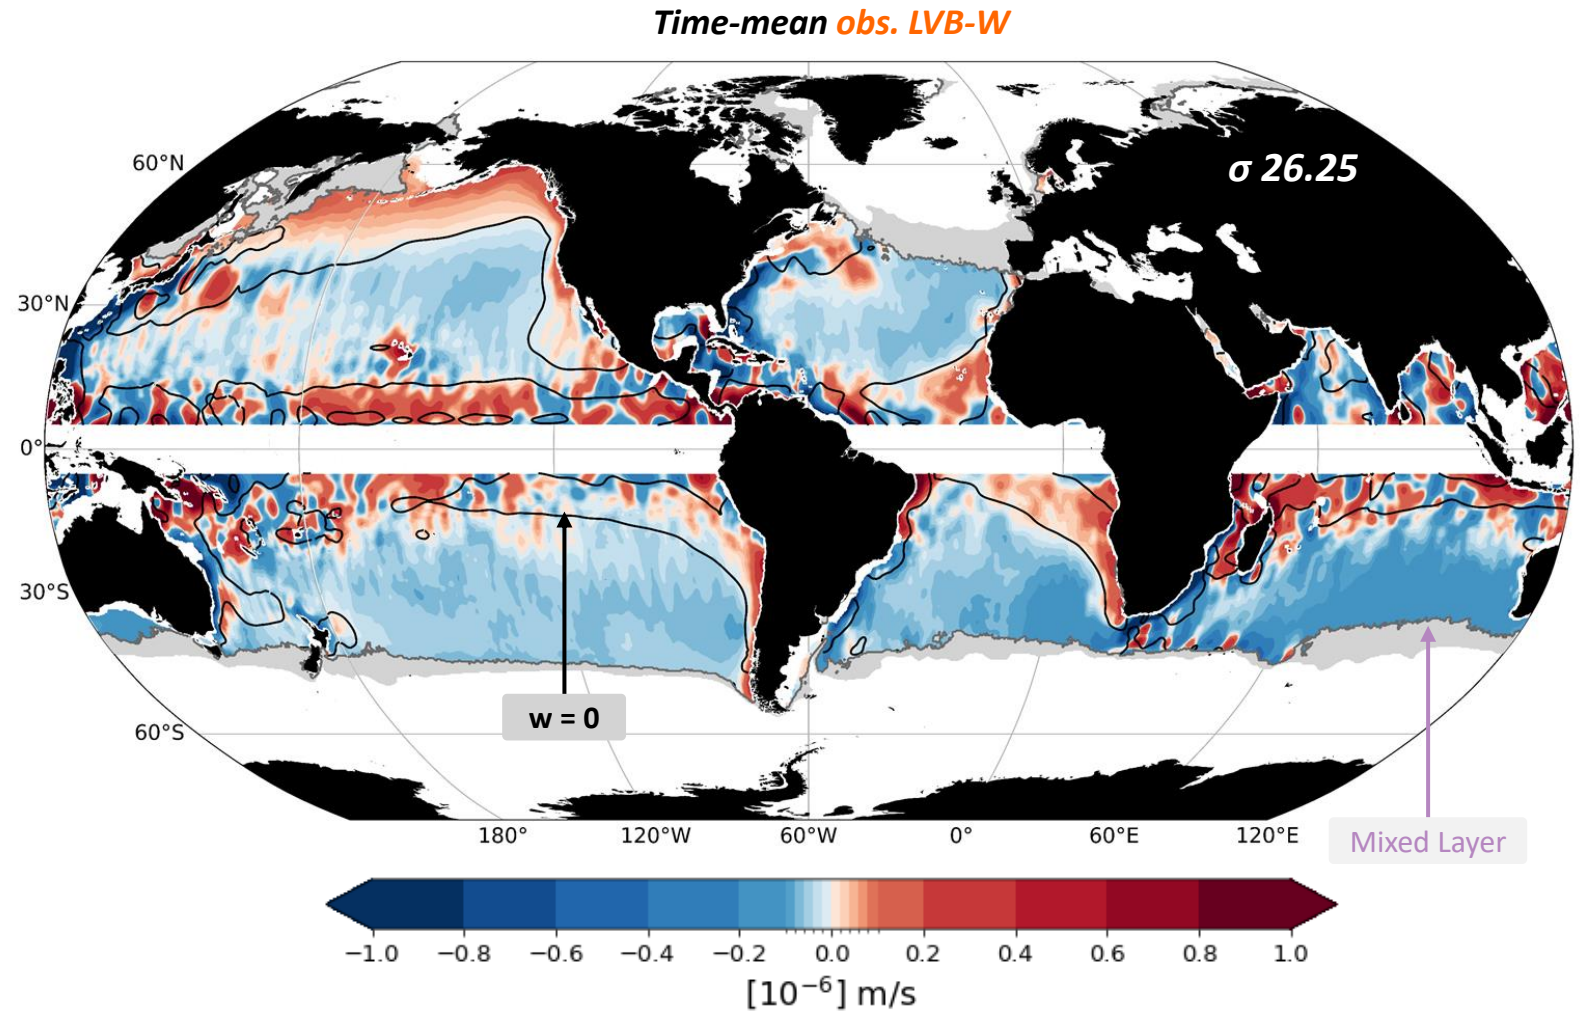 Time-mean obs. LVB-W
60°N
σ 26.25
30°N
0°
30°S
w = 0
60°S
180° 120°W 60°W 0° 60°E 120°E
Mixed Layer
−1.0 −0.8 −0.6 −0.4 −0.2 0.0 0.2 0.4 0.6 0.8 1.0
[10⁻⁶] m/s